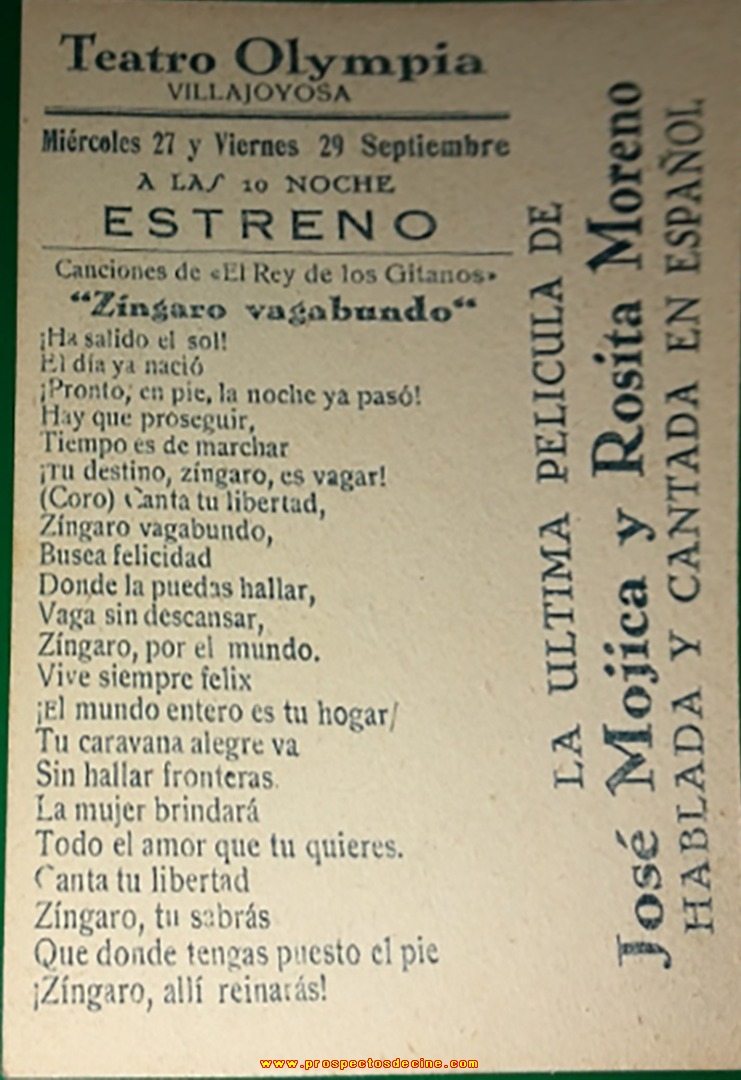 Teatro Olympia
VILLAJOYOSA
Miércoles 27 y Viernes 29 Septiembre
A LAS 10 NOCHE
ESTRENO
Canciones de «El Rey de los Gitanos»
“Zíngaro vagabundo“
¡Ha salido el sol!
El día ya nació
¡Pronto, en pie, la noche ya pasó!
Hay que proseguir,
Tiempo es de marchar
¡Tu destino, zíngaro, es vagar!
(Coro) Canta tu libertad,
Zíngaro vagabundo,
Busca felicidad
Donde la puedas hallar,
Vaga sin descansar,
Zíngaro, por el mundo.
Vive siempre felix
¡El mundo entero es tu hogar/
Tu caravana alegre va
Sin hallar fronteras.
La mujer brindará
Todo el amor que tu quieres.
Canta tu libertad
Zíngaro, tu sabrás
Que donde tengas puesto el pie
¡Zíngaro, allí reinarás!
LA ULTIMA PELICULA DE
José Mojica y Rosita Moreno
HABLADA Y CANTADA EN ESPAÑOL
www.prospectosdecine.com